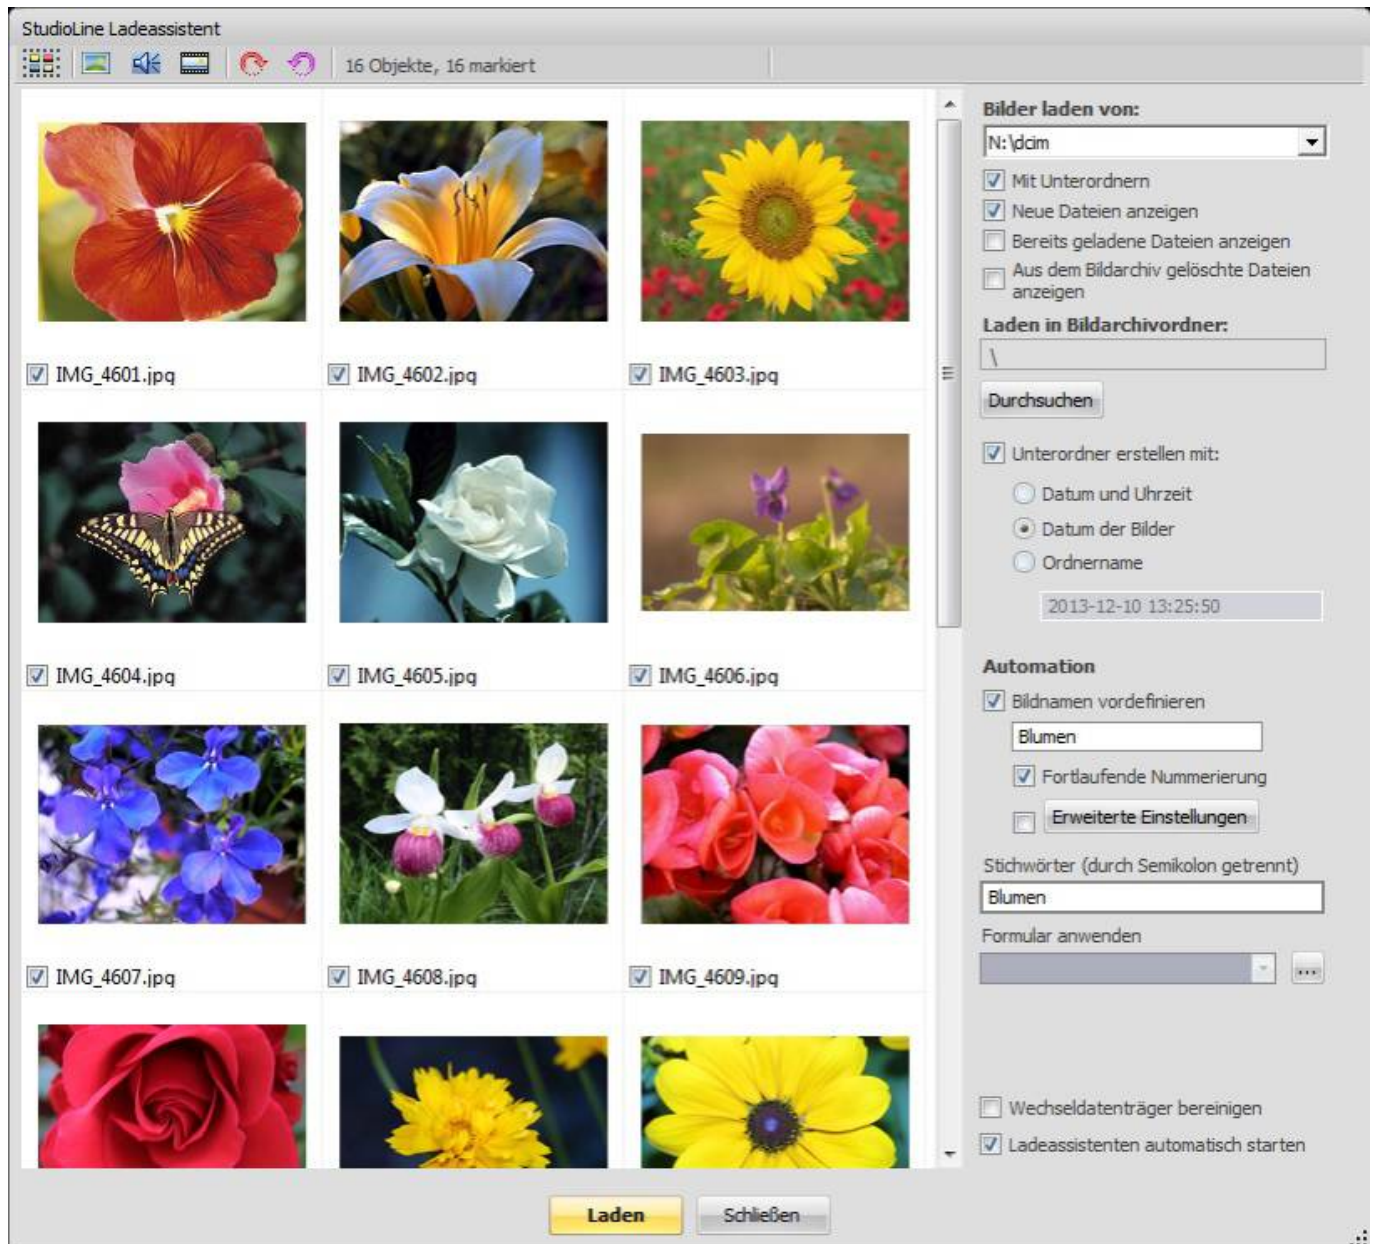 StudioLine Ladeassistent
16 Objekte, 16 markiert
IMG_4601.jpg
IMG_4602.jpg
IMG_4603.jpg
IMG_4604.jpg
IMG_4605.jpg
IMG_4606.jpg
IMG_4607.jpg
IMG_4608.jpg
IMG_4609.jpg
Bilder laden von:
N:\dcim
Mit Unterordnern
Neue Dateien anzeigen
Bereits geladene Dateien anzeigen
Aus dem Bildarchiv gelöschte Dateien
anzeigen
Laden in Bildarchivordner:
\
Durchsuchen
Unterordner erstellen mit:
Datum und Uhrzeit
Datum der Bilder
Ordnername
2013-12-10 13:25:50
Automation
Bildnamen vordefinieren
Blumen
Fortlaufende Nummerierung
Erweiterte Einstellungen
Stichwörter (durch Semikolon getrennt)
Blumen
Formular anwenden
...
Wechseldatenträger bereinigen
Ladeassistenten automatisch starten
Laden
Schließen